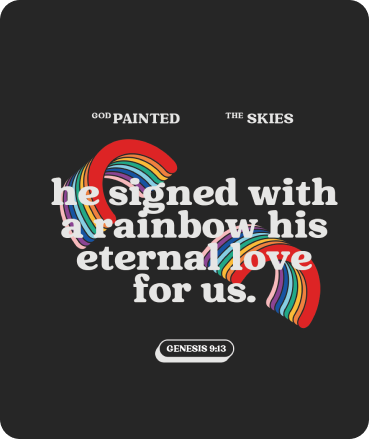 GOD PAINTED THE SKIES
he signed with
a rainbow his
eternal love
for us.
GENESIS 9:13